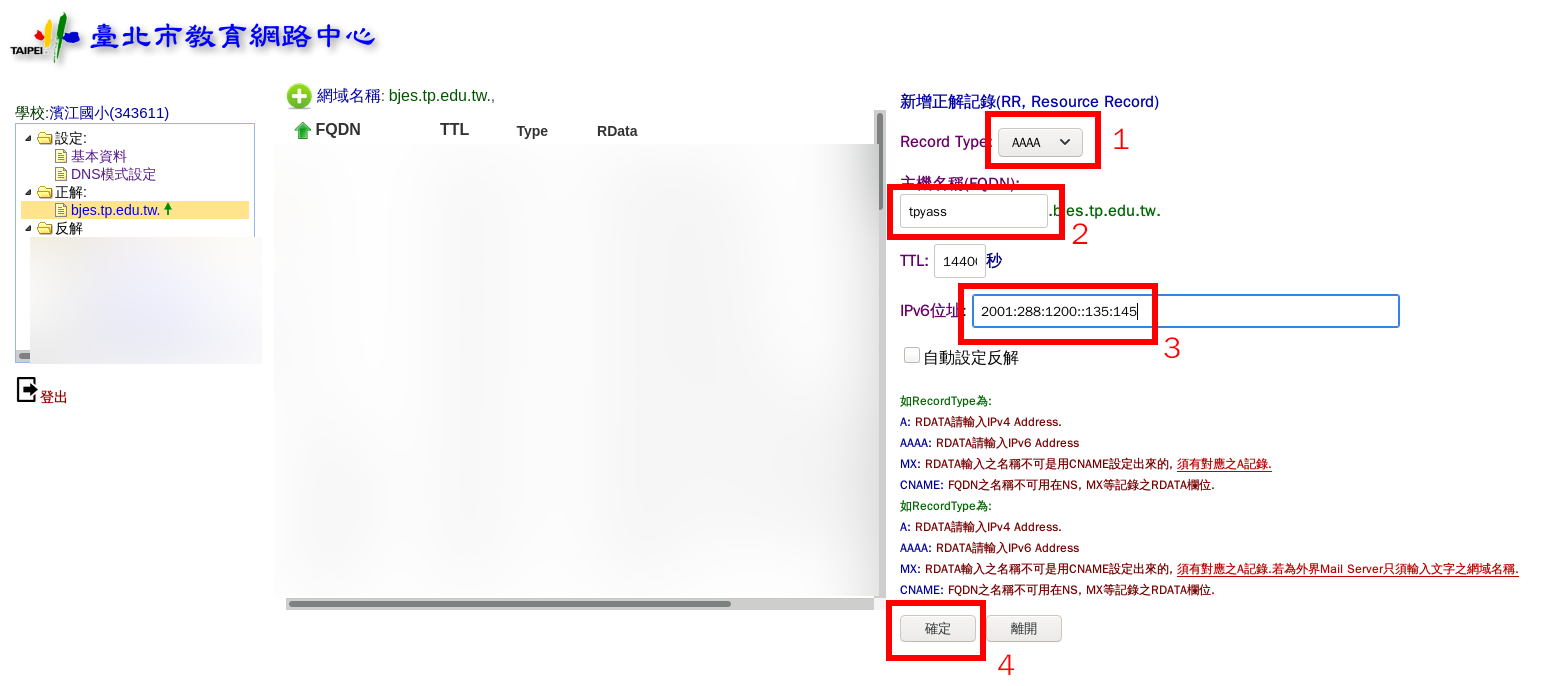 TAIPEI 臺北市教育網路中心
學校:濱江國小(343611)
設定:
基本資料
DNS模式設定
正解:
bjes.tp.edu.tw.
反解
登出
網域名稱: bjes.tp.edu.tw.,
FQDN TTL Type RData
新增正解記錄(RR, Resource Record)
Record Type: AAAA 1
主機名稱(FQDN):
tpyass .bjes.tp.edu.tw.
2
TTL: 14400 秒
IPv6位址: 2001:288:1200::135:145
3
自動設定反解
如RecordType為:
A: RDATA請輸入IPv4 Address.
AAAA: RDATA請輸入IPv6 Address
MX: RDATA輸入之名稱不可是用CNAME設定出來的, 須有對應之A記錄.
CNAME: FQDN之名稱不可用在NS, MX等記錄之RDATA欄位.
如RecordType為:
A: RDATA請輸入IPv4 Address.
AAAA: RDATA請輸入IPv6 Address
MX: RDATA輸入之名稱不可是用CNAME設定出來的, 須有對應之A記錄.若為外界Mail Server只須輸入文字之網域名稱.
CNAME: FQDN之名稱不可用在NS, MX等記錄之RDATA欄位.
確定 離開
4